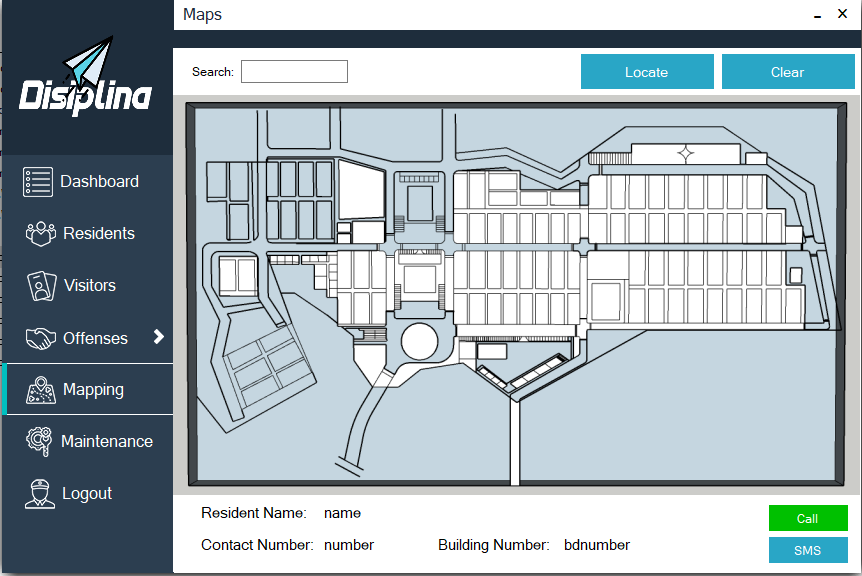 Maps
Disiplina
Search:
Locate
Clear
Dashboard
Residents
Visitors
Offenses
Mapping
Maintenance
Logout
Resident Name: name
Contact Number: number
Building Number: bdnumber
Call
SMS